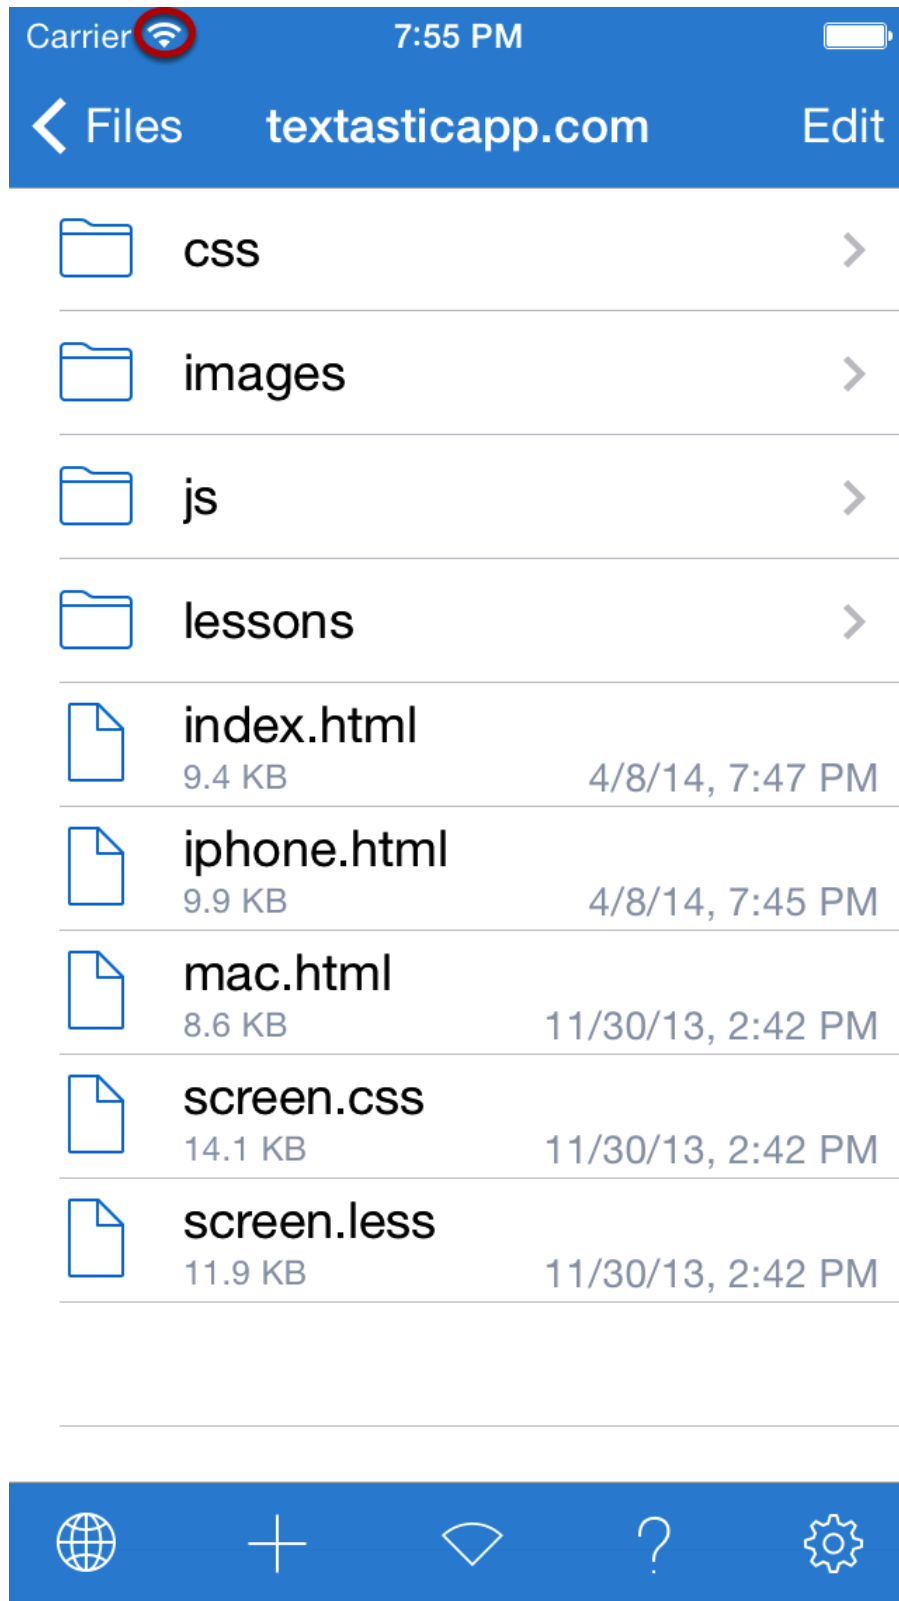 Carrier 7:55 PM
Files textasticapp.com Edit
css
images
js
lessons
index.html
9.4 KB 4/8/14, 7:47 PM
iphone.html
9.9 KB 4/8/14, 7:45 PM
mac.html
8.6 KB 11/30/13, 2:42 PM
screen.css
14.1 KB 11/30/13, 2:42 PM
screen.less
11.9 KB 11/30/13, 2:42 PM
?